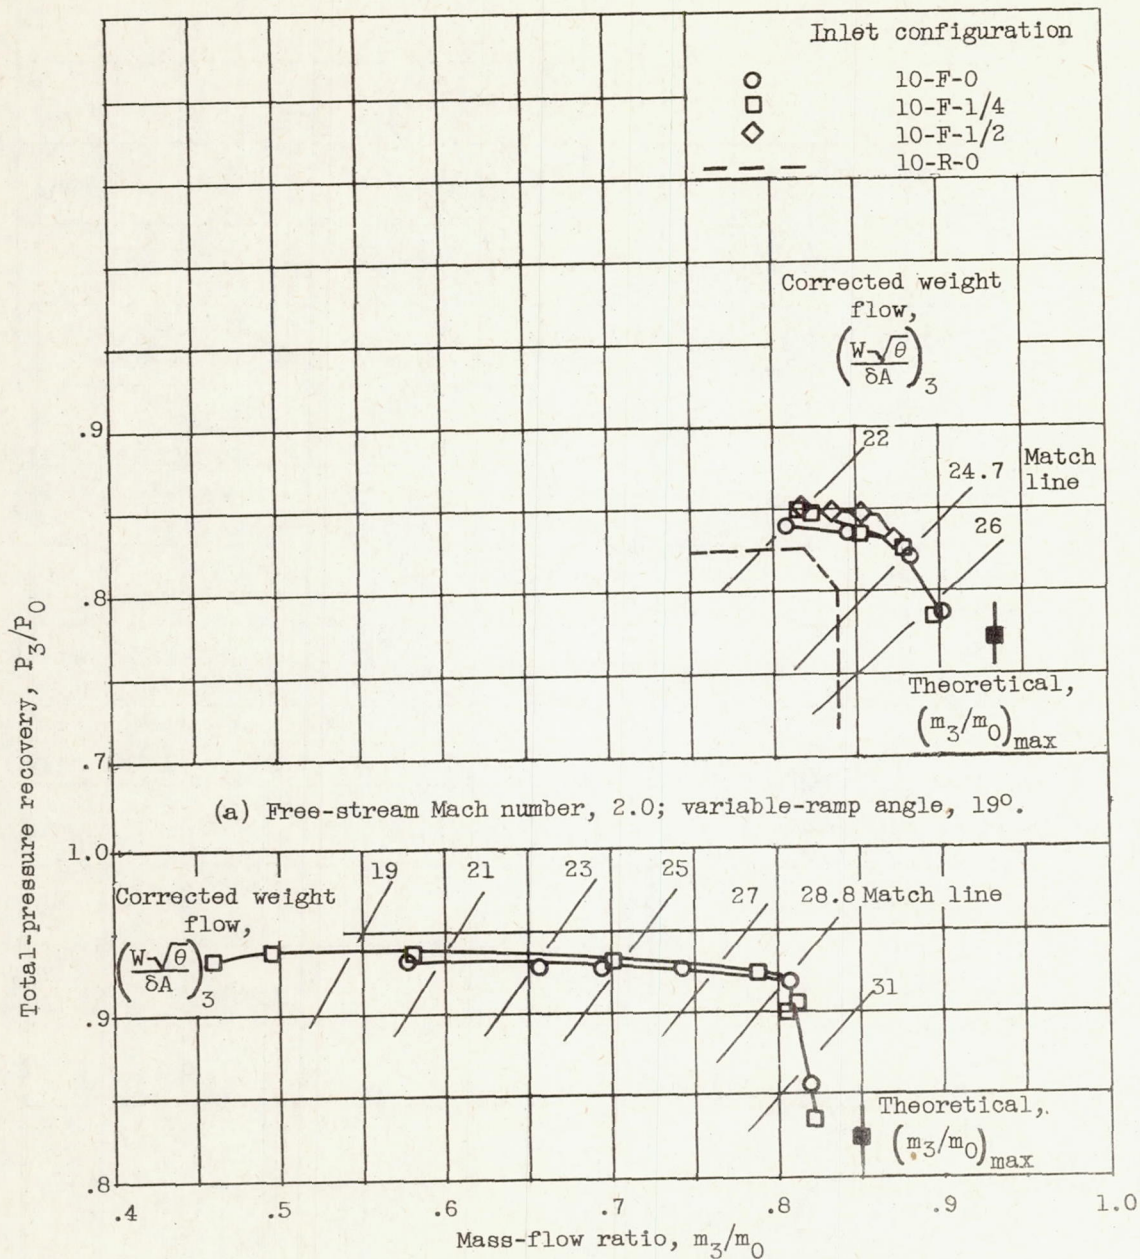 Inlet configuration
10-F-0
10-F-1/4
10-F-1/2
10-R-0
Corrected weight
flow,
(W√θ/δA)₃
22
24.7
Match
line
26
.9
.8
.7
Theoretical,
(m₃/m₀)max
Total-pressure recovery, P₃/P₀
(a) Free-stream Mach number, 2.0; variable-ramp angle, 19°.
1.0
Corrected weight
flow,
(W√θ/δA)₃
19
21
23
25
27
28.8 Match line
31
.9
Theoretical,.
(m₃/m₀)max
.8
.4 .5 .6 .7 .8 .9 1.0
Mass-flow ratio, m₃/m₀